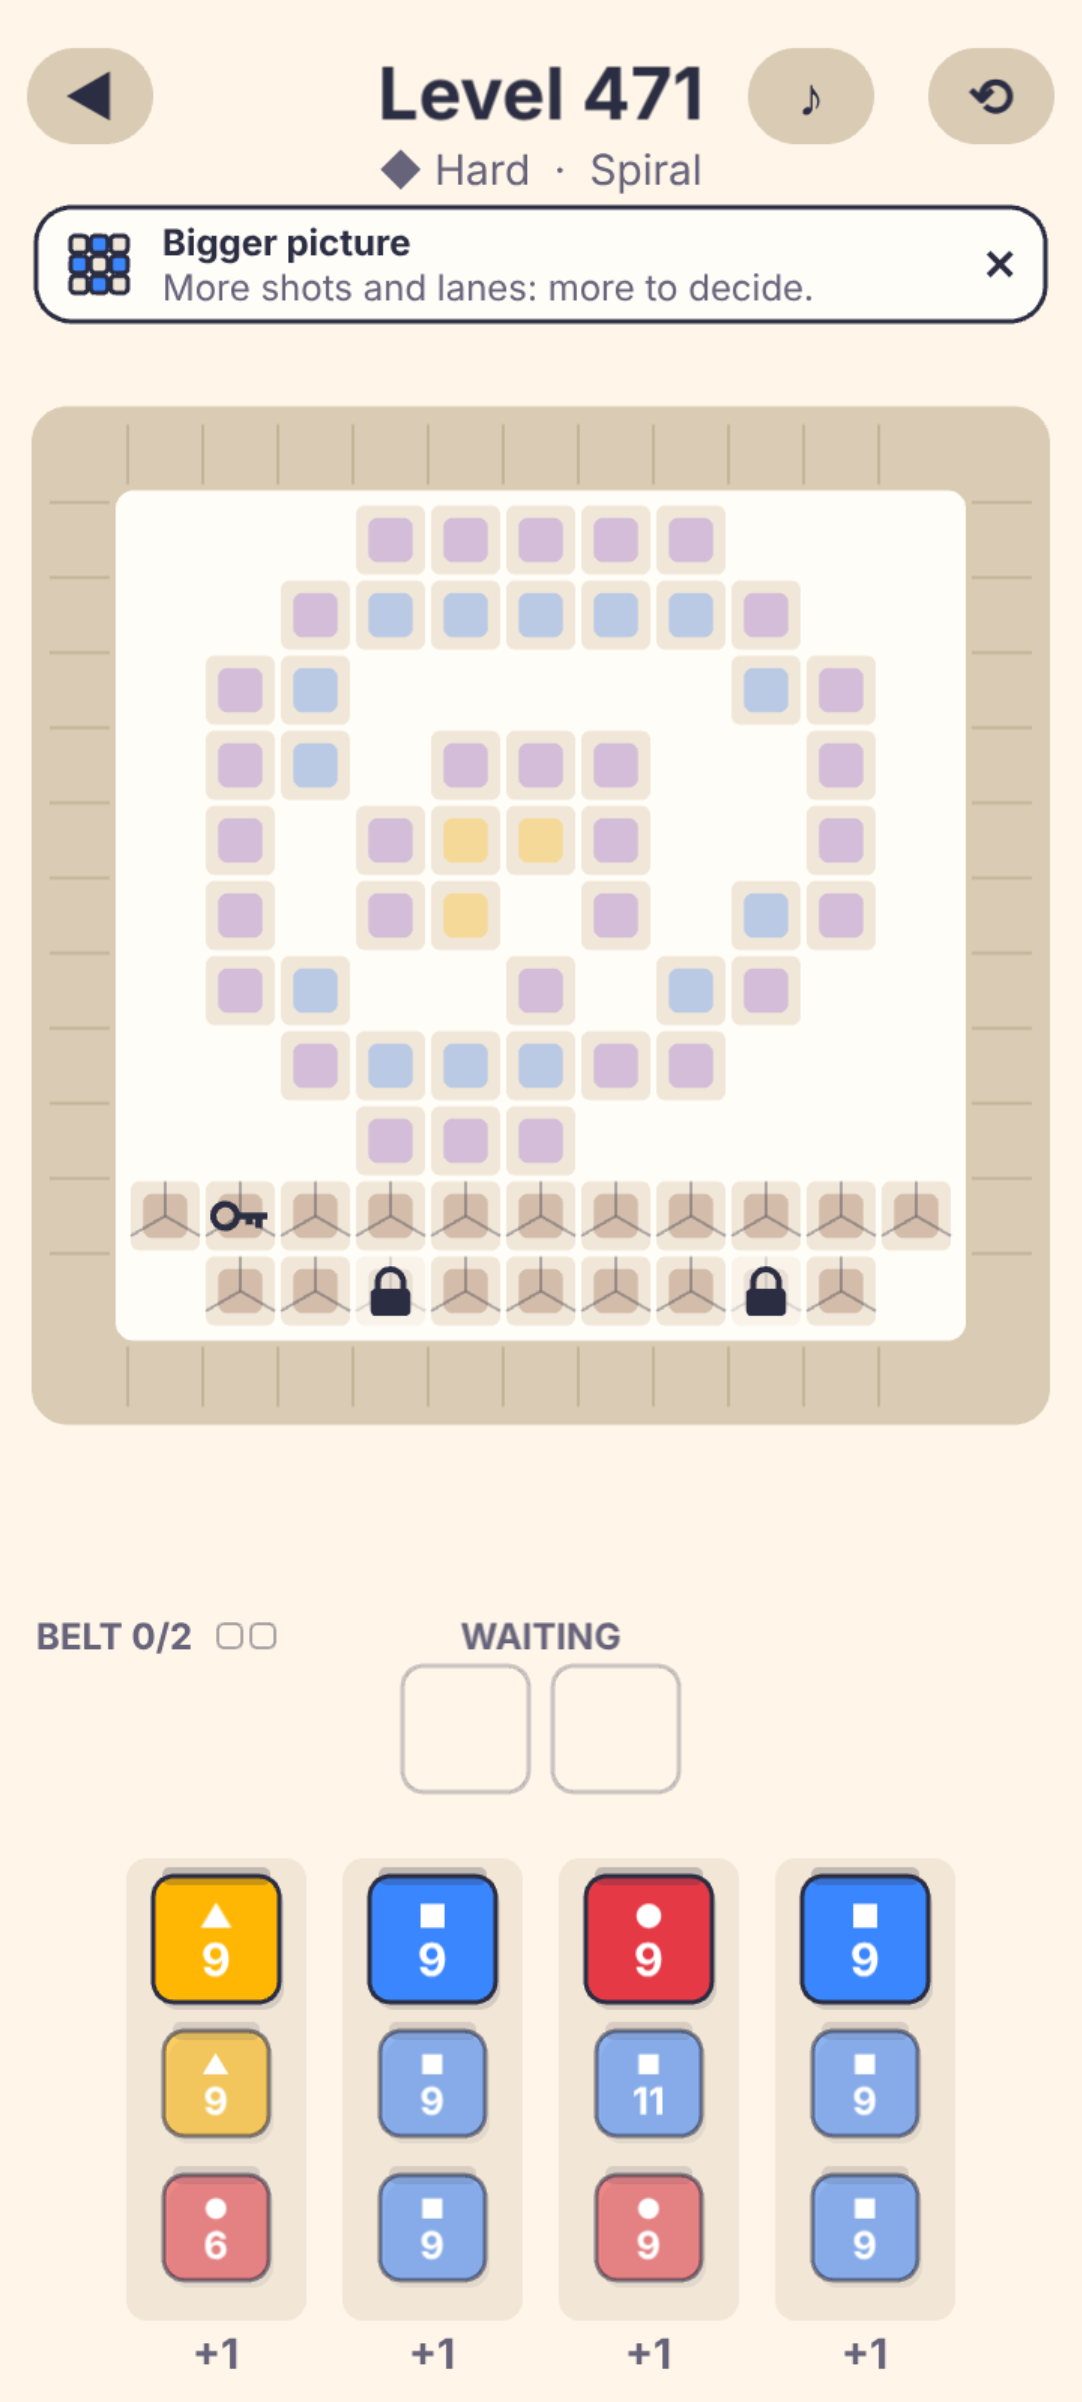 Level 471
Hard · Spiral
Bigger picture
More shots and lanes: more to decide.
BELT 0/2
WAITING
9 9 9 9
9 9 11 9
6 9 9 9
+1 +1 +1 +1